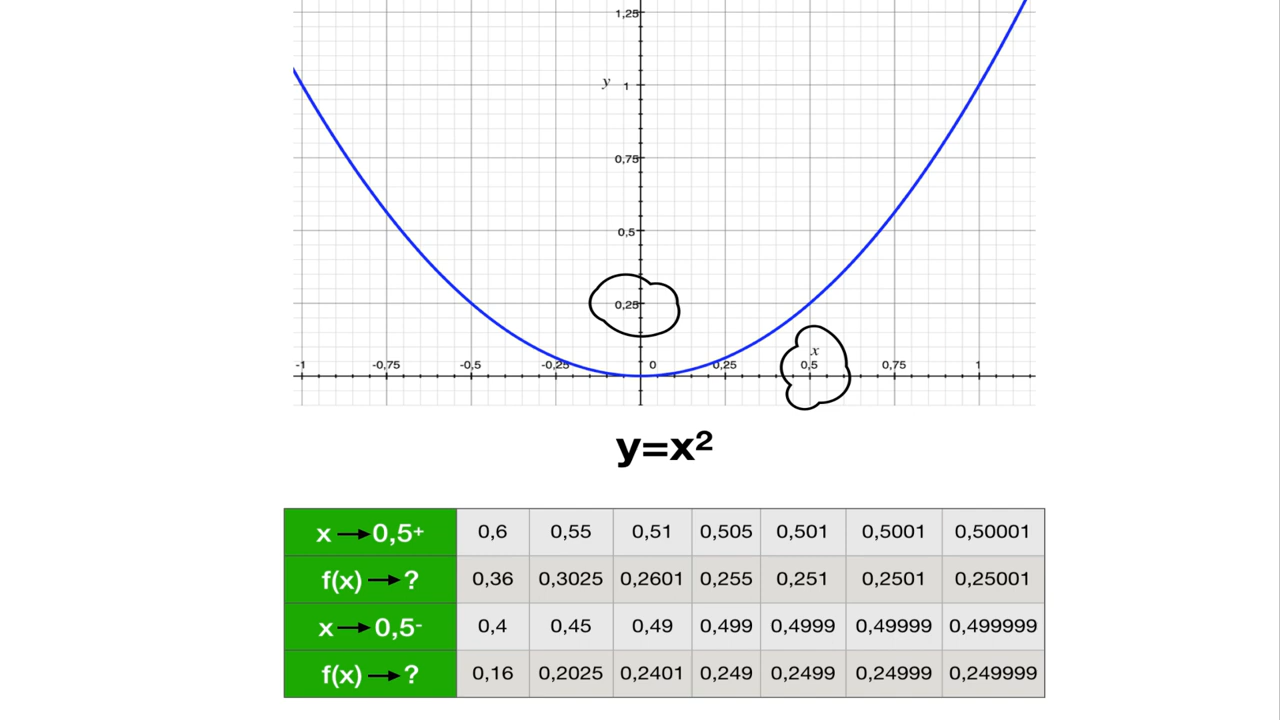 1,25
y
1
0,75
0,5
0,25
x
-1 -0,75 -0,5 -0,25 0 0,25 0,5 0,75 1
y=x²
x→0,5⁺ 0,6 0,55 0,51 0,505 0,501 0,5001 0,50001
f(x)→? 0,36 0,3025 0,2601 0,255 0,251 0,2501 0,25001
x→0,5⁻ 0,4 0,45 0,49 0,499 0,4999 0,49999 0,499999
f(x)→? 0,16 0,2025 0,2401 0,249 0,2499 0,24999 0,249999